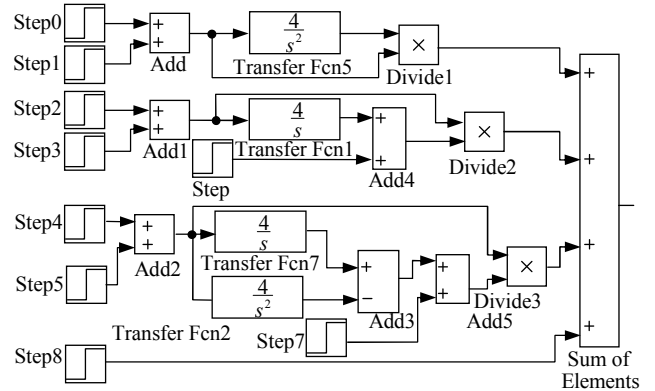 Step0
+
+
4
s²
×
Step1
Add
Transfer Fcn5
Divide1
+
Step2
+
+
4
s
+
+
×
Step3
Add1
Transfer Fcn1
Step
Add4
Divide2
+
Step4
+
+
4
s
Step5
Add2
Transfer Fcn7
+
−
+
+
×
+
4
s²
Divide3
Add3
Add5
Transfer Fcn2
Step7
Step8
+
Sum of
Elements